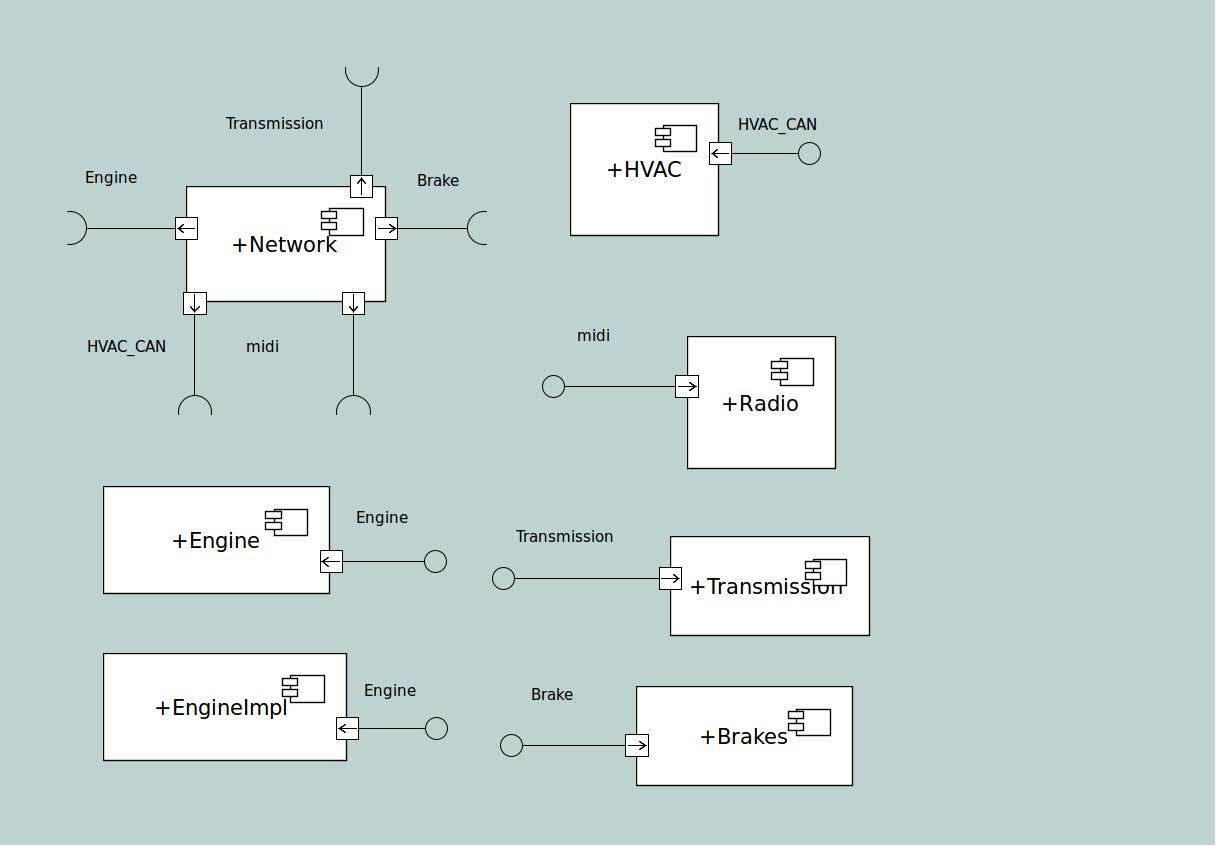 Transmission
Engine
Brake
+Network
HVAC_CAN
midi
HVAC_CAN
+HVAC
midi
+Radio
+Engine
Engine
Transmission
+Transmission
+EngineImpl
Engine
Brake
+Brakes